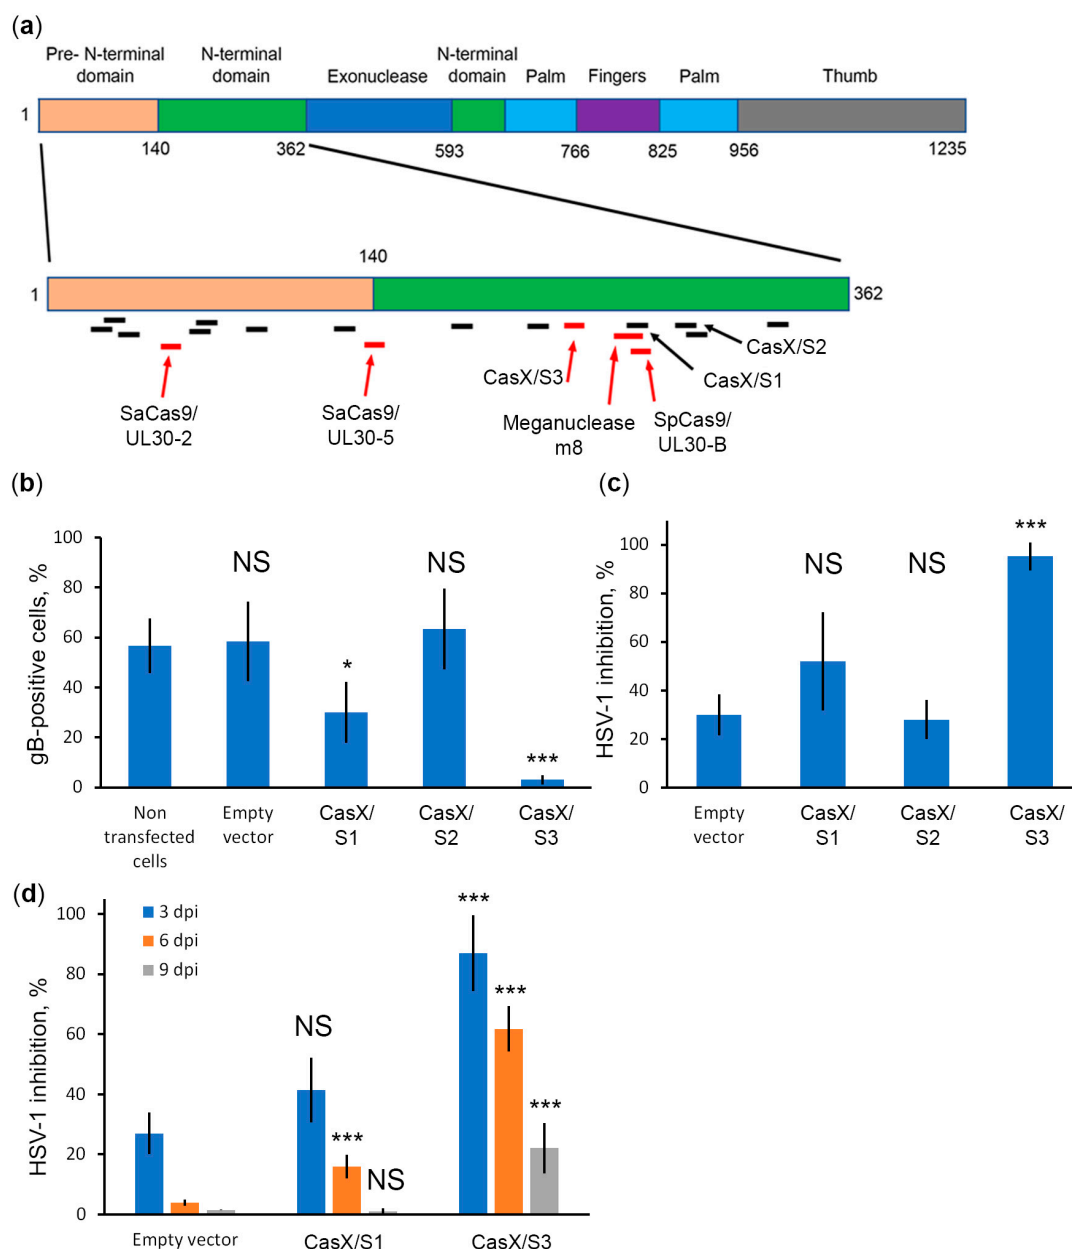 (a)
Pre- N-terminal
domain
N-terminal
domain
Exonuclease
N-terminal
domain
Palm
Fingers
Palm
Thumb
1
140
362
593
766
825
956
1235
140
1
362
CasX/S2
CasX/S3
CasX/S1
SaCas9/
UL30-2
SaCas9/
UL30-5
Meganuclease
m8
SpCas9/
UL30-B
(b)
gB-positive cells, %
100
80
60
40
20
0
NS
*
NS
***
Non
transfected
cells
Empty
vector
CasX/
S1
CasX/
S2
CasX/
S3
(c)
HSV-1 inhibition, %
100
80
60
40
20
0
NS
NS
***
Empty
vector
CasX/
S1
CasX/
S2
CasX/
S3
(d)
HSV-1 inhibition, %
100
80
60
40
20
0
3 dpi
6 dpi
9 dpi
NS
***
NS
***
***
***
Empty vector
CasX/S1
CasX/S3